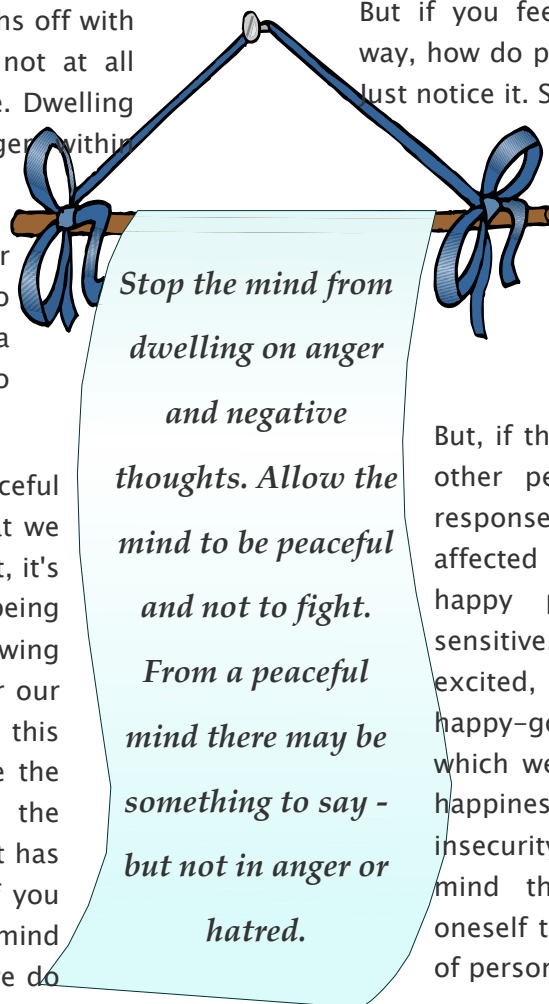 hs off with
not at all
e. Dwelling
ger within
r
o
a
o
ceful
at we
t, it's
being
wing
r our
this
e the
the
t has
f you
mind
e do
Stop the mind from
dwelling on anger
and negative
thoughts. Allow the
mind to be peaceful
and not to fight.
From a peaceful
mind there may be
something to say -
but not in anger or
hatred.
But if you fee
way, how do p
Just notice it. S
But, if th
other pe
response
affected
happy p
sensitive,
excited,
happy-go
which we
happines
insecurity
mind th
oneself t
of person